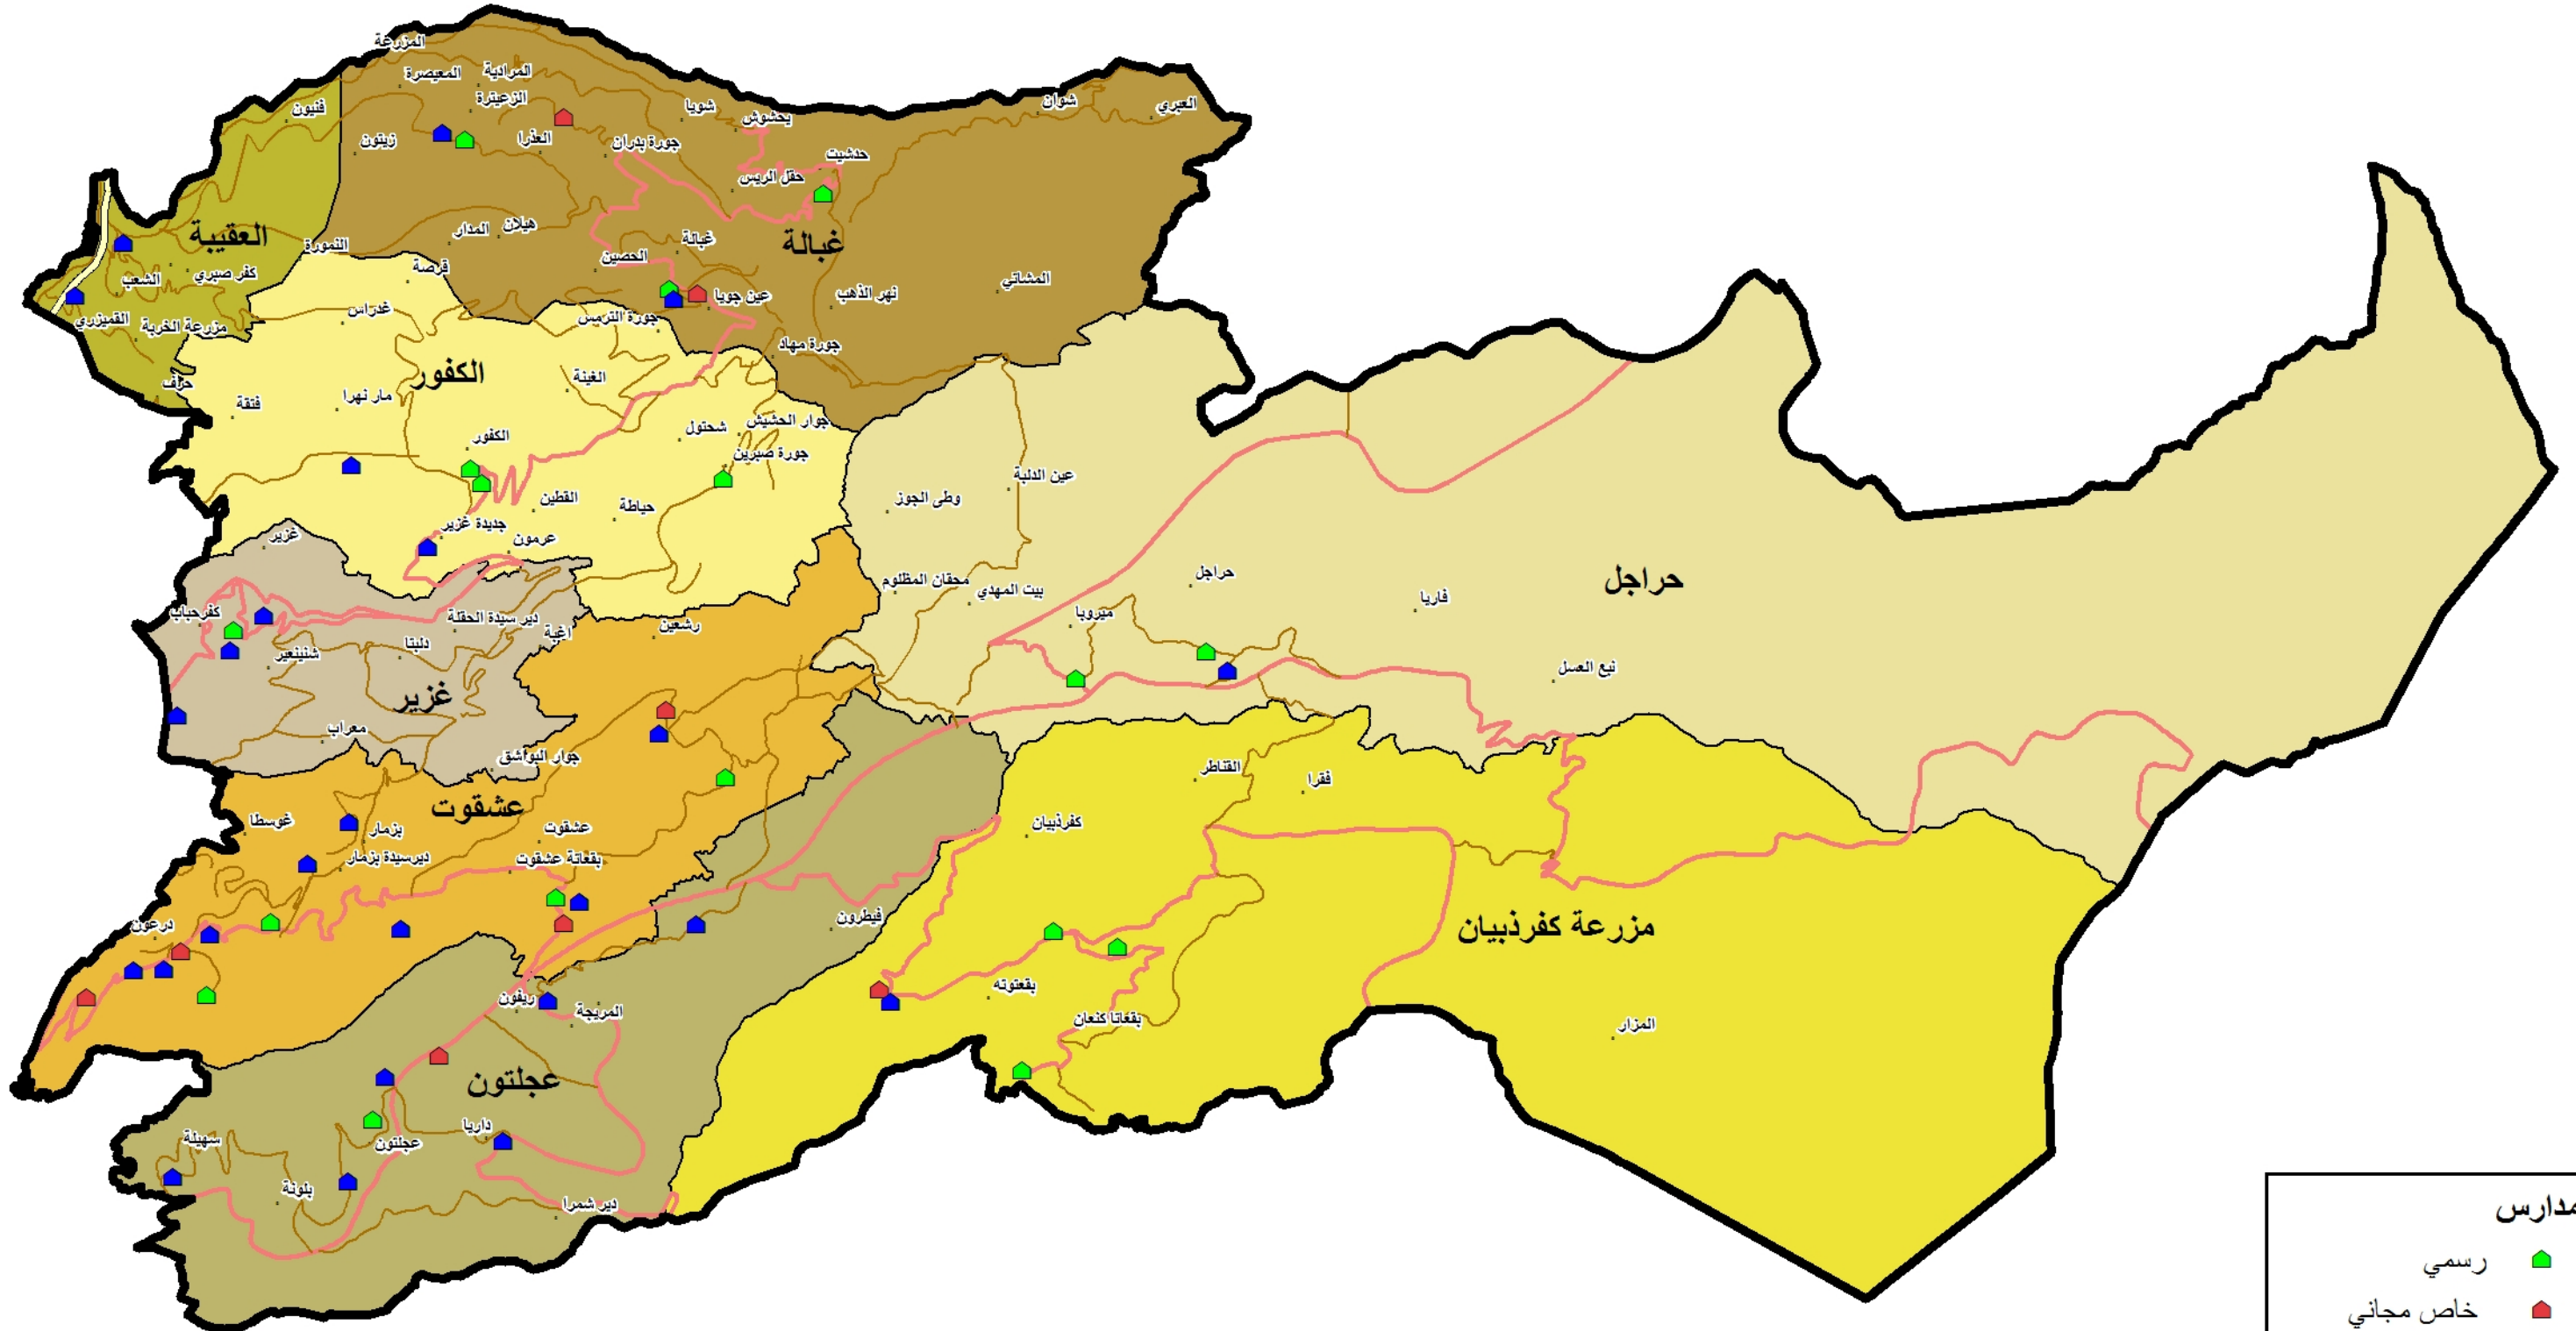 المزرعة
المعيصرة
المرادية
الزعيترة
شويا
يحشوش
شوان
العبري
فنيون
زيتون
العذرا
جورة بدران
حدشيت
حقل الريس
العقيبة
النمورة
المدار
هيلان
غبالة
الحصين
غبالة
كفر صبري
الشعب
قرصة
عين جويا
نهر الذهب
المشاتي
القميزري
مزرعة الخربة
غدراس
جورة الترمس
جورة مهاد
حراف
الكفور
الغينة
فتقة
مار نهرا
الكفور
شحتول
جوار الحشيش
جورة صبرين
عين الدلبة
وطى الجوز
القطين
حياطة
جديدة غزير
عرمون
غزير
محقان المظلوم
بيت المهدي
حراجل
حراجل
فاريا
ميروبا
كفرحباب
دير سيدة الحقلة
اغبة
رشعين
شنينعير
دلبتا
نبع العسل
غزير
معراب
جوار البواشق
القناطر
فقرا
عشقوت
غوسطا
بزمار
عشقوت
كفرذبيان
ديرسيدة بزمار
بقعاتة عشقوت
درعون
فيطرون
مزرعة كفرذبيان
ريفون
المريجة
بقعتوته
بقعاتا كنعان
المزار
عجلتون
سهيلة
عجلتون
داريا
بلونة
دير شمرا
مدارس
رسمي
خاص مجاني